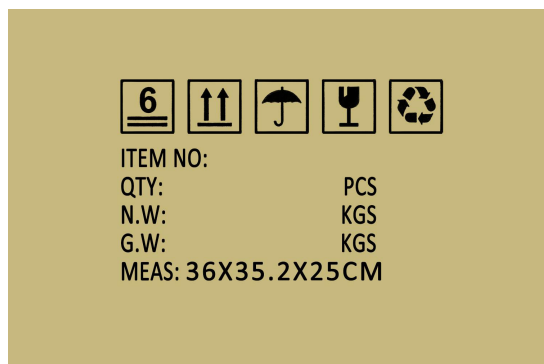 6
ITEM NO:
QTY: PCS
N.W: KGS
G.W: KGS
MEAS: 36X35.2X25CM